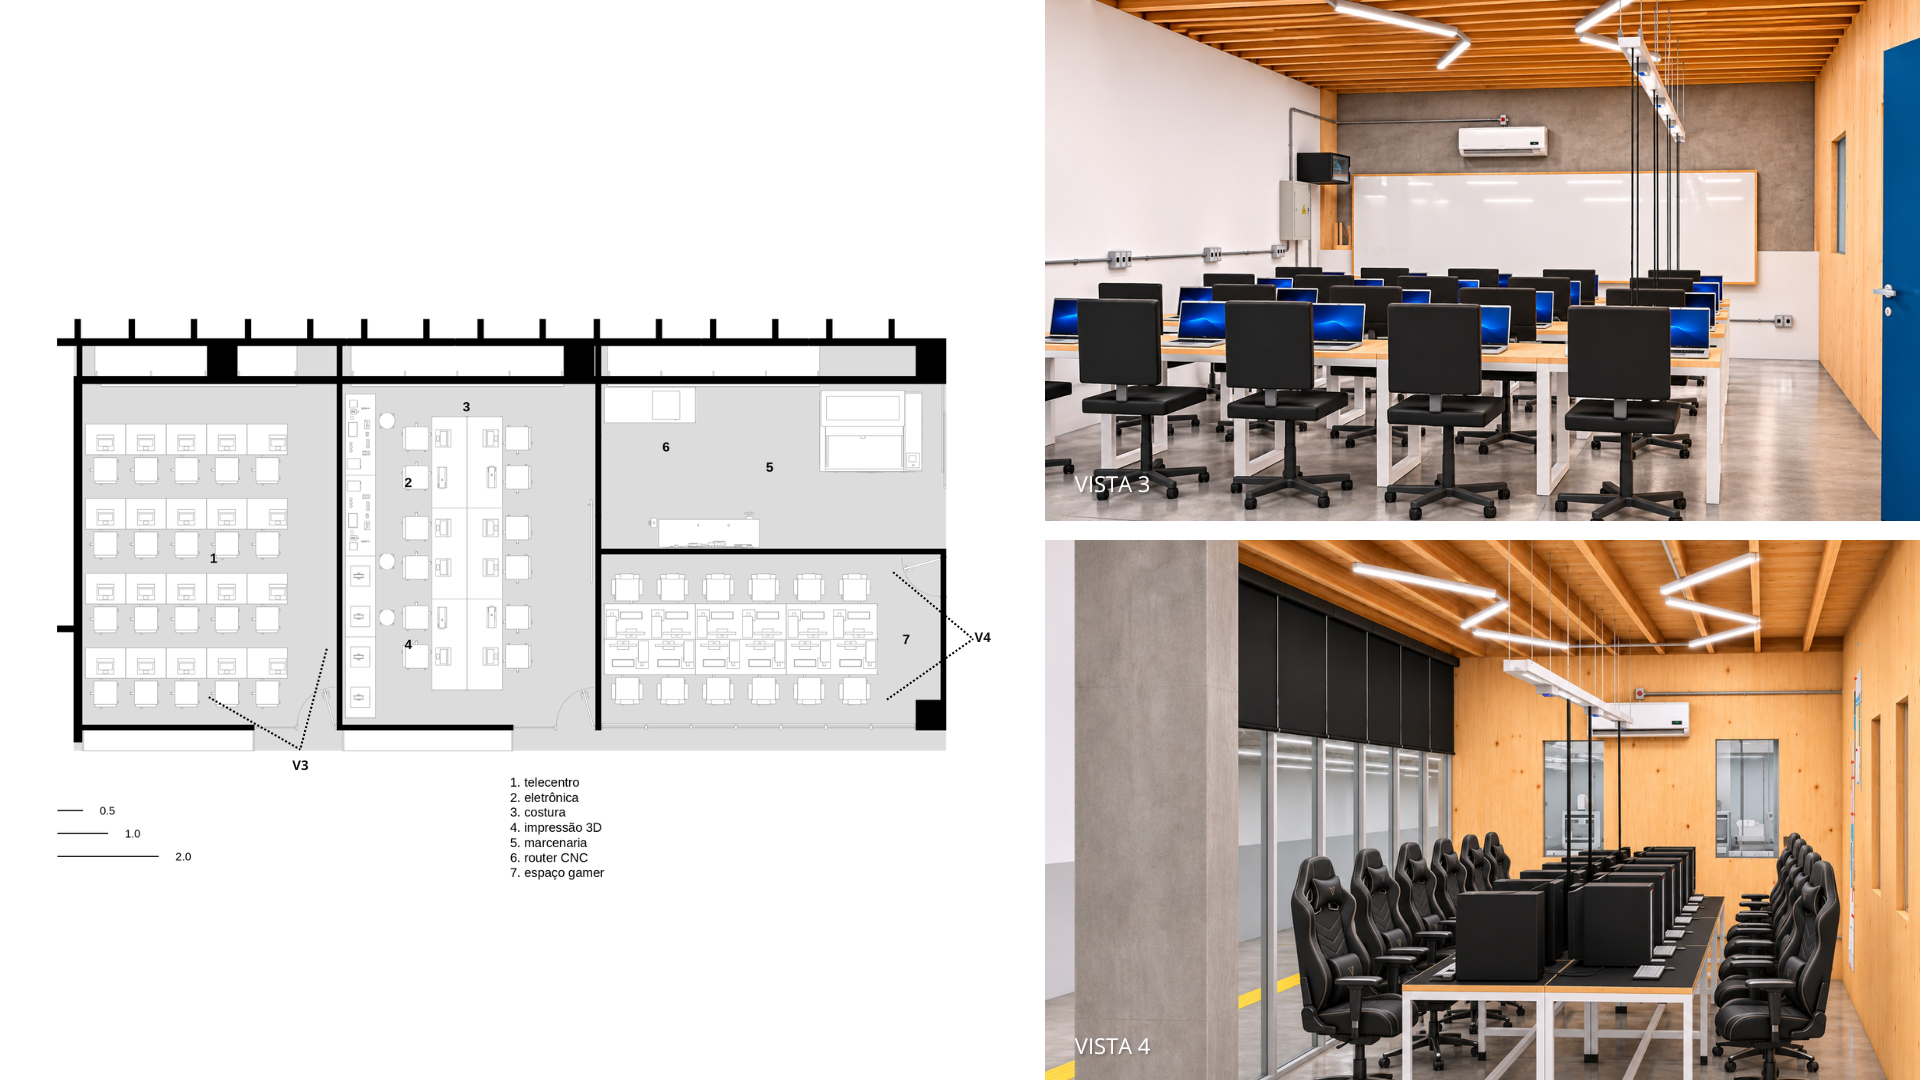 3
2
6
5
1
4
7
V4
V3
0.5
1.0
2.0
1. telecentro
2. eletrônica
3. costura
4. impressão 3D
5. marcenaria
6. router CNC
7. espaço gamer
VISTA 3
VISTA 4